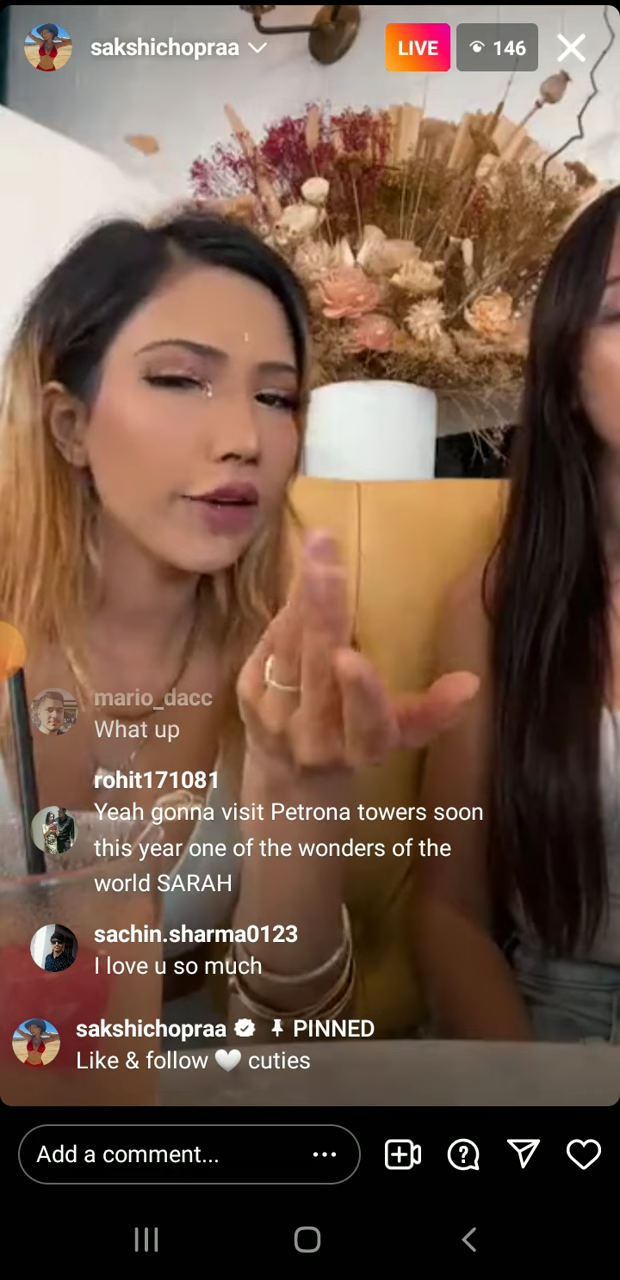 sakshichopraa
LIVE
146
mario_dacc
What up
rohit171081
Yeah gonna visit Petrona towers soon
this year one of the wonders of the
world SARAH
sachin.sharma0123
I love u so much
sakshichopraa PINNED
Like & follow 🤍 cuties
Add a comment...